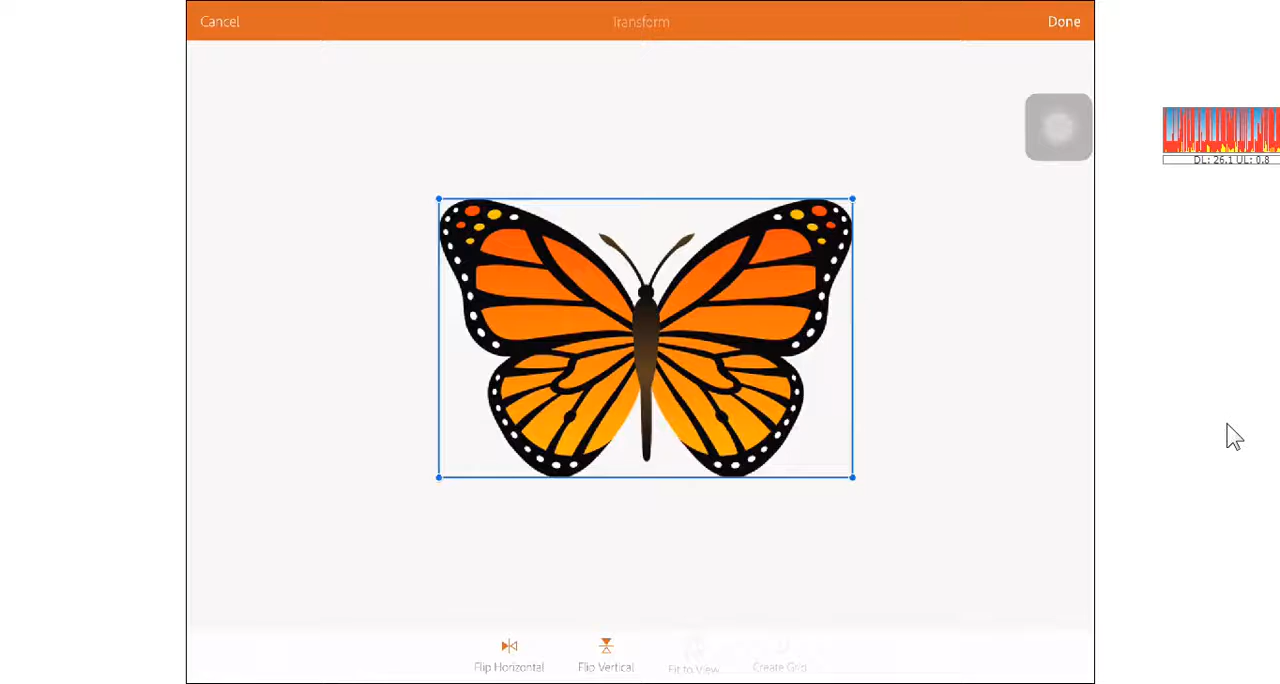 Cancel
Transform
Done
DL: 26.1 UL: 0.8
Flip Horizontal
Flip Vertical
Fit to View
Create Grid